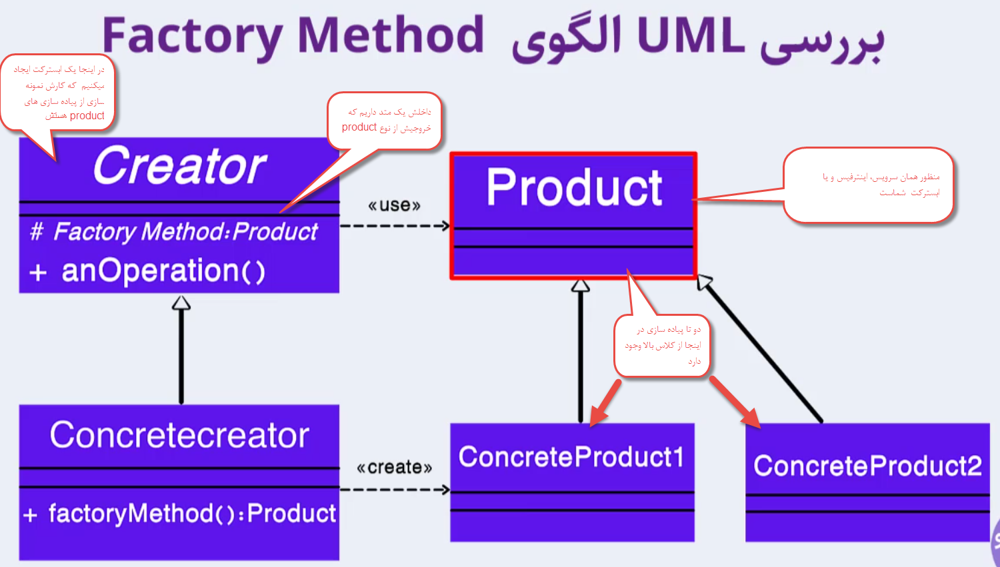 بررسی UML الگوی Factory Method
در اینجا یک ابسترکت ایجاد
میکنیم که کارش نمونه
سازی از پیاده سازی های
product هستش
داخلش یک متد داریم که
خروجیش از نوع product
منظور همان سرویس، اینترفیس و یا
ابسترکت شماست
Creator
# Factory Method:Product
+ anOperation()
«use»
Product
دو تا پیاده سازی در
اینجا از کلاس بالا وجود
دارد
Concretecreator
+ factoryMethod():Product
«create»
ConcreteProduct1
ConcreteProduct2